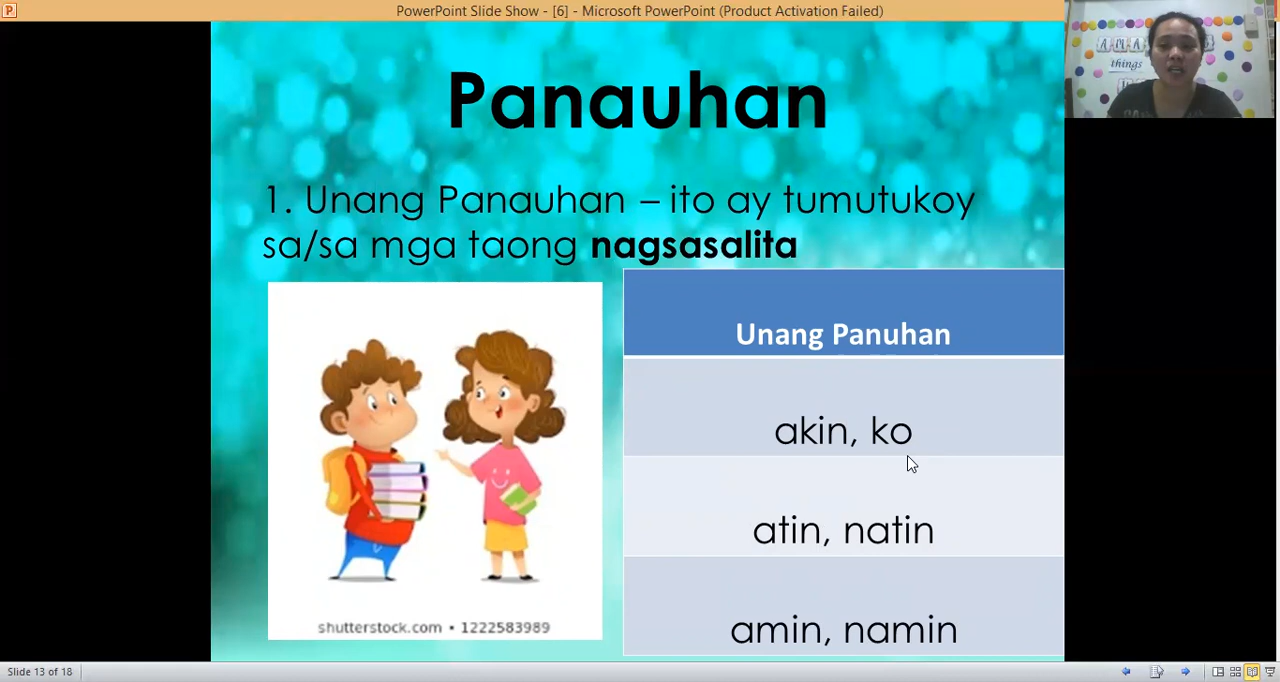 PowerPoint Slide Show - [6] - Microsoft PowerPoint (Product Activation Failed)
things
Panauhan
1. Unang Panauhan – ito ay tumutukoy
sa/sa mga taong nagsasalita
Unang Panuhan
akin, ko
atin, natin
amin, namin
shutterstock.com • 1222583989
Slide 13 of 18